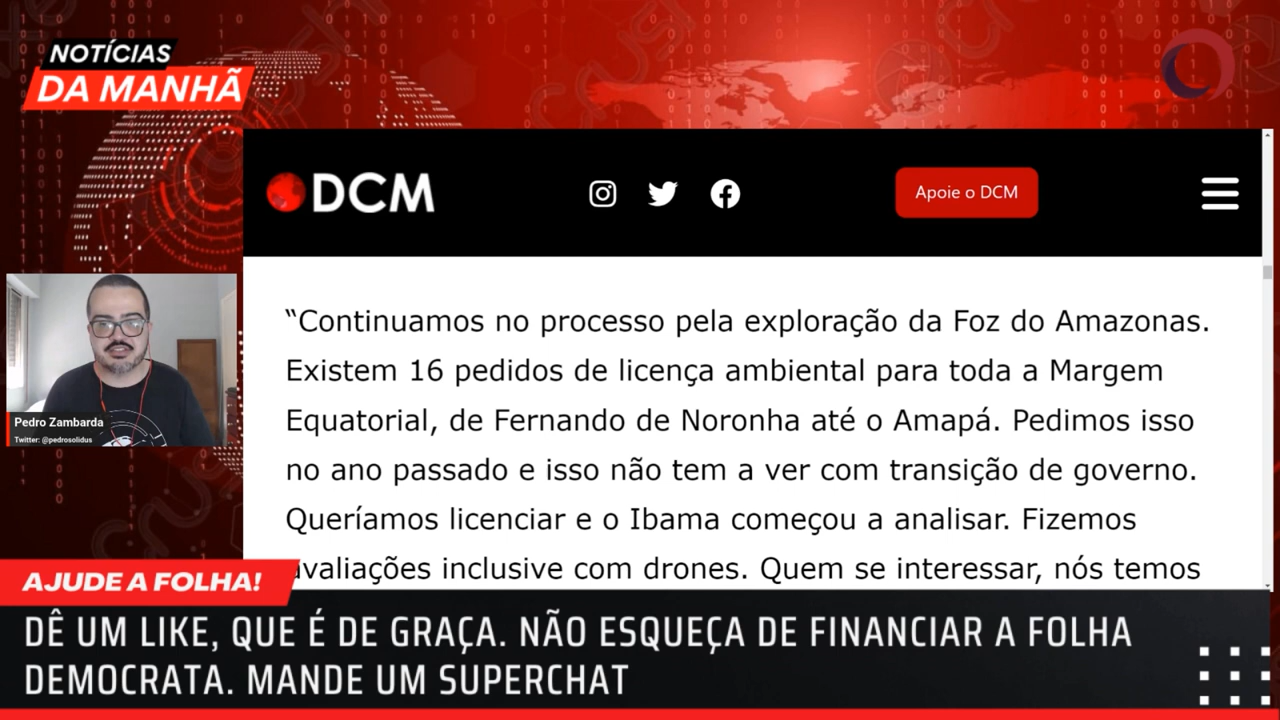 NOTÍCIAS
DA MANHÃ
DCM
Apoie o DCM
“Continuamos no processo pela exploração da Foz do Amazonas.
Existem 16 pedidos de licença ambiental para toda a Margem
Equatorial, de Fernando de Noronha até o Amapá. Pedimos isso
no ano passado e isso não tem a ver com transição de governo.
Queríamos licenciar e o Ibama começou a analisar. Fizemos
avaliações inclusive com drones. Quem se interessar, nós temos
Pedro Zambarda
Twitter: @pedrosolidus
AJUDE A FOLHA!
DÊ UM LIKE, QUE É DE GRAÇA. NÃO ESQUEÇA DE FINANCIAR A FOLHA
DEMOCRATA. MANDE UM SUPERCHAT